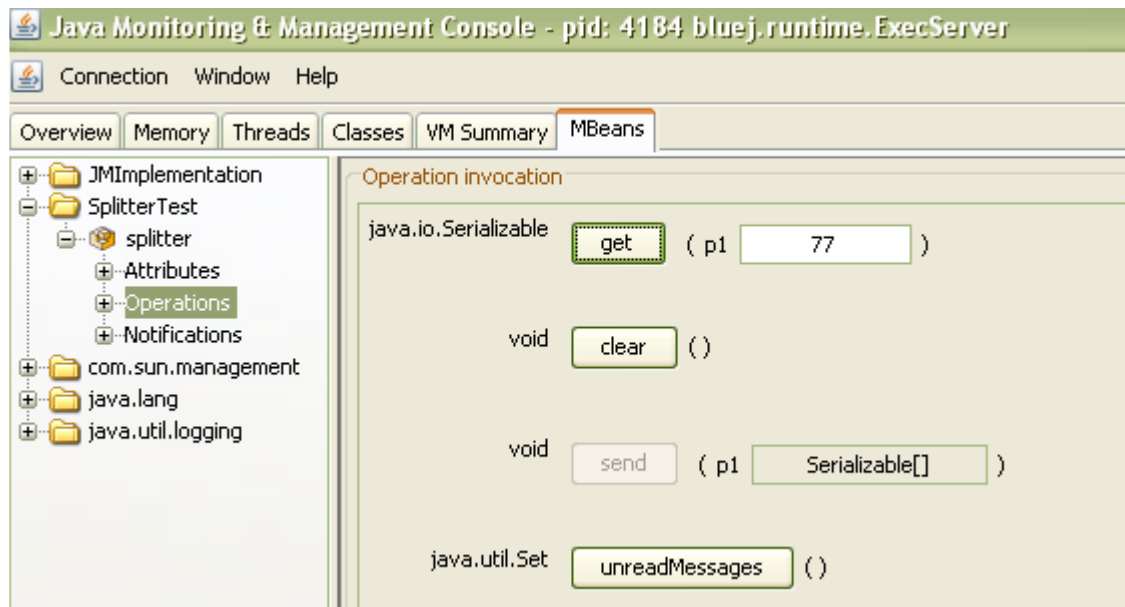 Java Monitoring & Management Console - pid: 4184 bluej.runtime.ExecServer
Connection Window Help
Overview Memory Threads Classes VM Summary MBeans
JMImplementation
SplitterTest
splitter
Attributes
Operations
Notifications
com.sun.management
java.lang
java.util.logging
Operation invocation
java.io.Serializable get ( p1 77 )
void clear ()
void send ( p1 Serializable[] )
java.util.Set unreadMessages ()